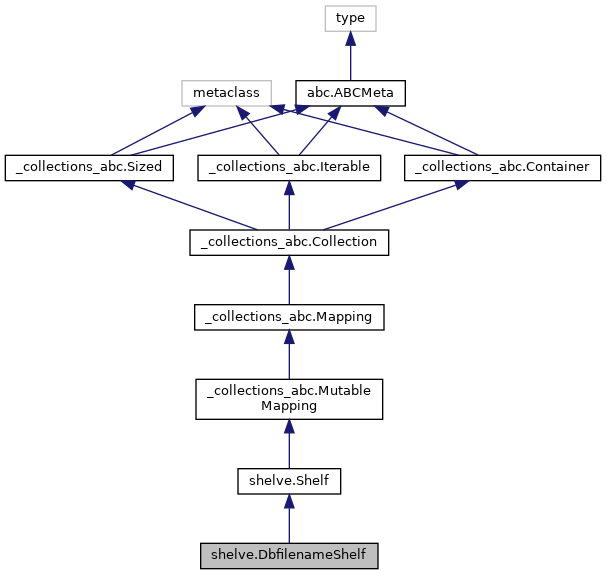 type
metaclass
abc.ABCMeta
_collections_abc.Sized
_collections_abc.Iterable
_collections_abc.Container
_collections_abc.Collection
_collections_abc.Mapping
_collections_abc.Mutable
Mapping
shelve.Shelf
shelve.DbfilenameShelf